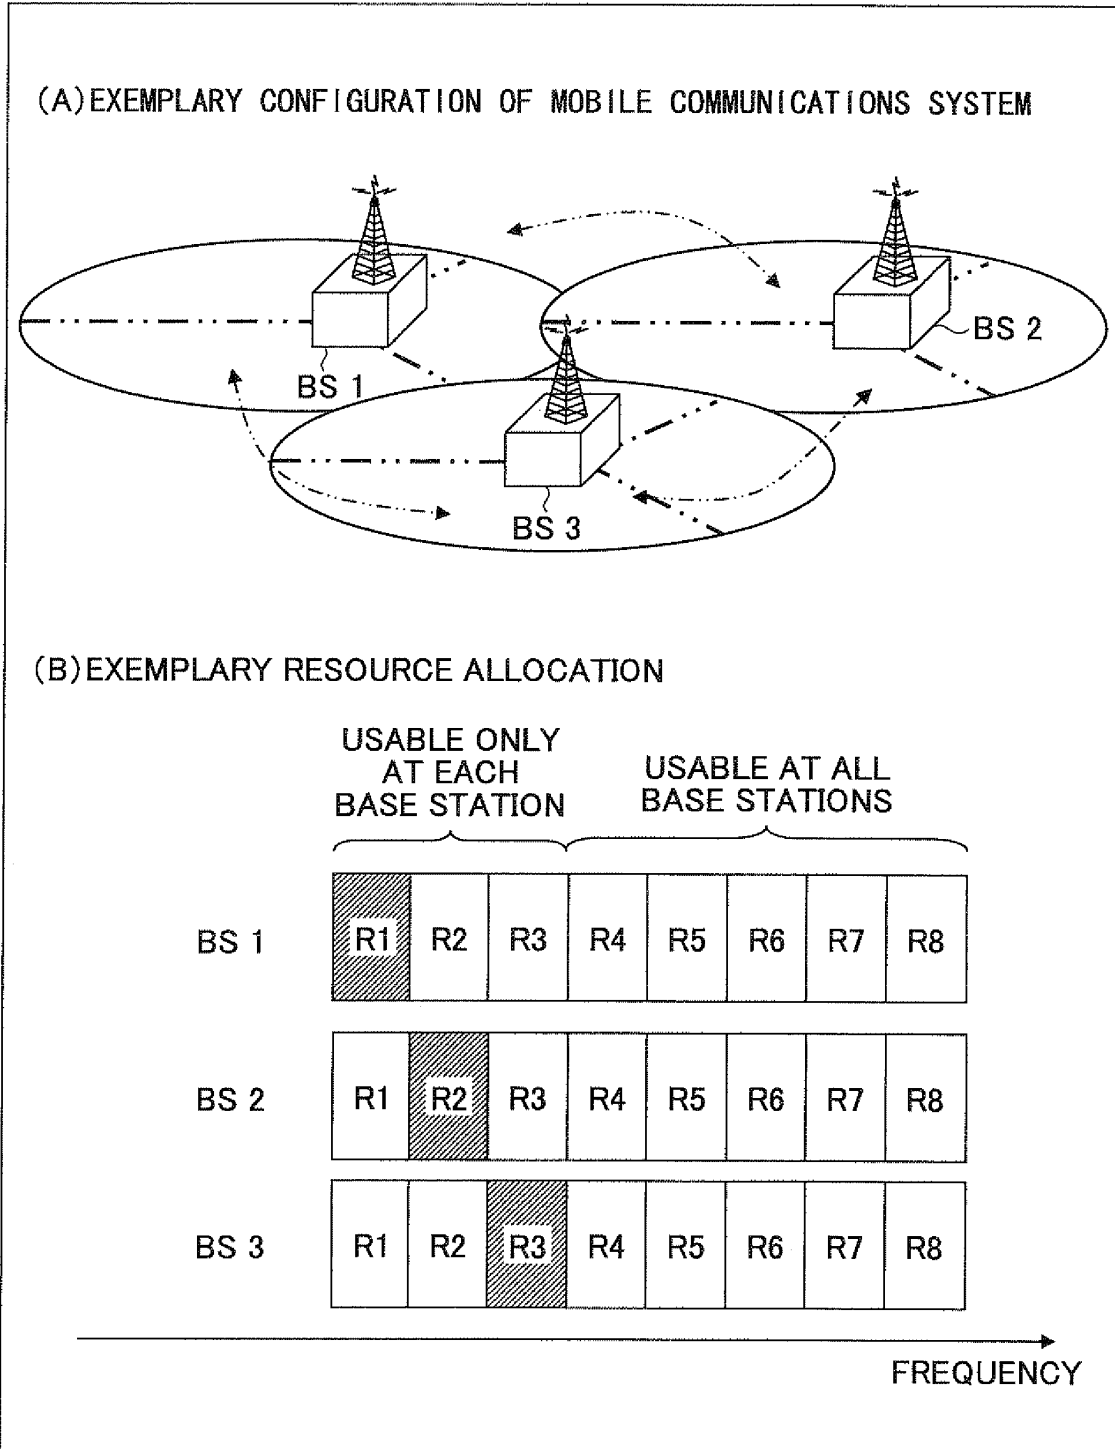 (A)EXEMPLARY CONFIGURATION OF MOBILE COMMUNICATIONS SYSTEM
BS 1
BS 2
BS 3
(B)EXEMPLARY RESOURCE ALLOCATION
USABLE ONLY
AT EACH
BASE STATION
USABLE AT ALL
BASE STATIONS
BS 1 R1 R2 R3 R4 R5 R6 R7 R8
BS 2 R1 R2 R3 R4 R5 R6 R7 R8
BS 3 R1 R2 R3 R4 R5 R6 R7 R8
FREQUENCY